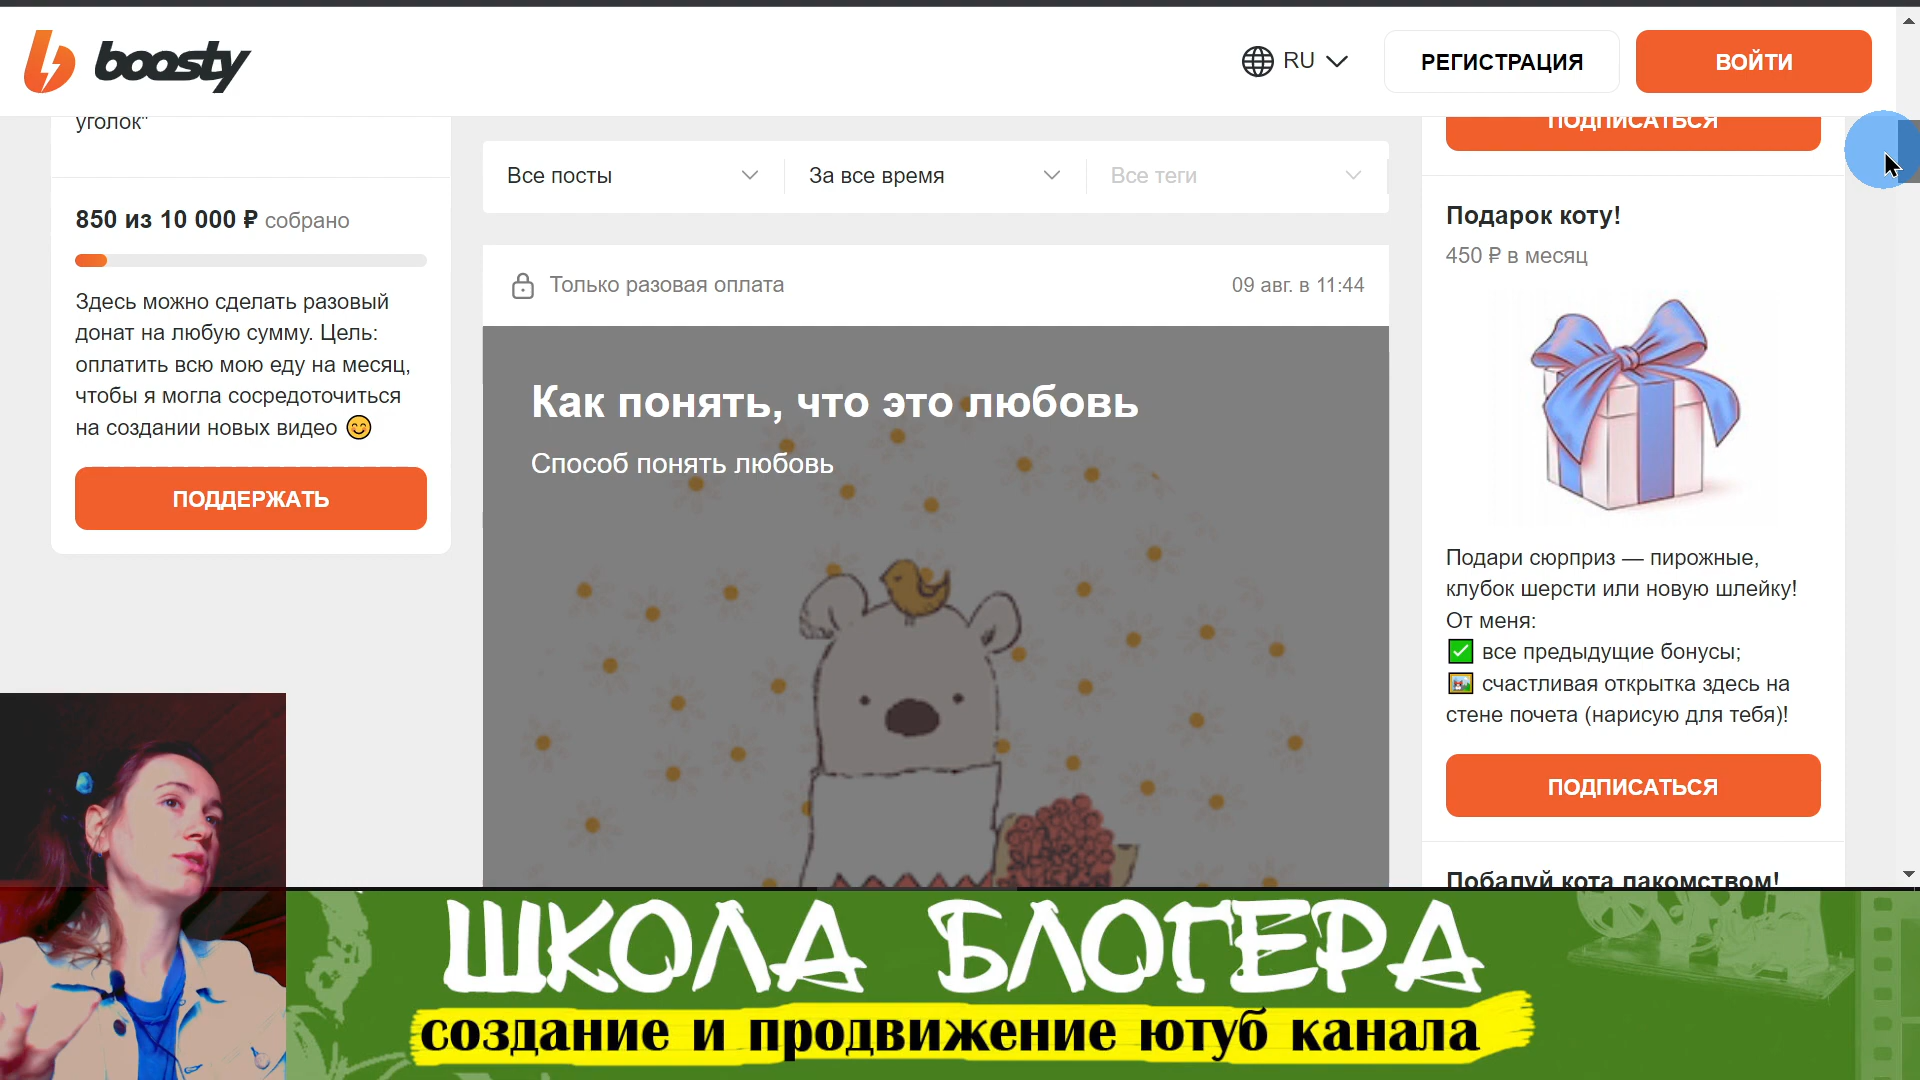 boosty
RU
РЕГИСТРАЦИЯ
ВОЙТИ
уголок"
850 из 10 000 ₽ собрано
Здесь можно сделать разовый
донат на любую сумму. Цель:
оплатить всю мою еду на месяц,
чтобы я могла сосредоточиться
на создании новых видео 😊
ПОДДЕРЖАТЬ
Все посты
За все время
Все теги
Только разовая оплата
09 авг. в 11:44
Как понять, что это любовь
Способ понять любовь
ПОДПИСАТЬСЯ
Подарок коту!
450 ₽ в месяц
Подари сюрприз — пирожные,
клубок шерсти или новую шлейку!
От меня:
✅ все предыдущие бонусы;
🖼 счастливая открытка здесь на
стене почета (нарисую для тебя)!
ПОДПИСАТЬСЯ
Побалуй кота лакомством!
ШКОЛА БЛОГЕРА
создание и продвижение ютуб канала